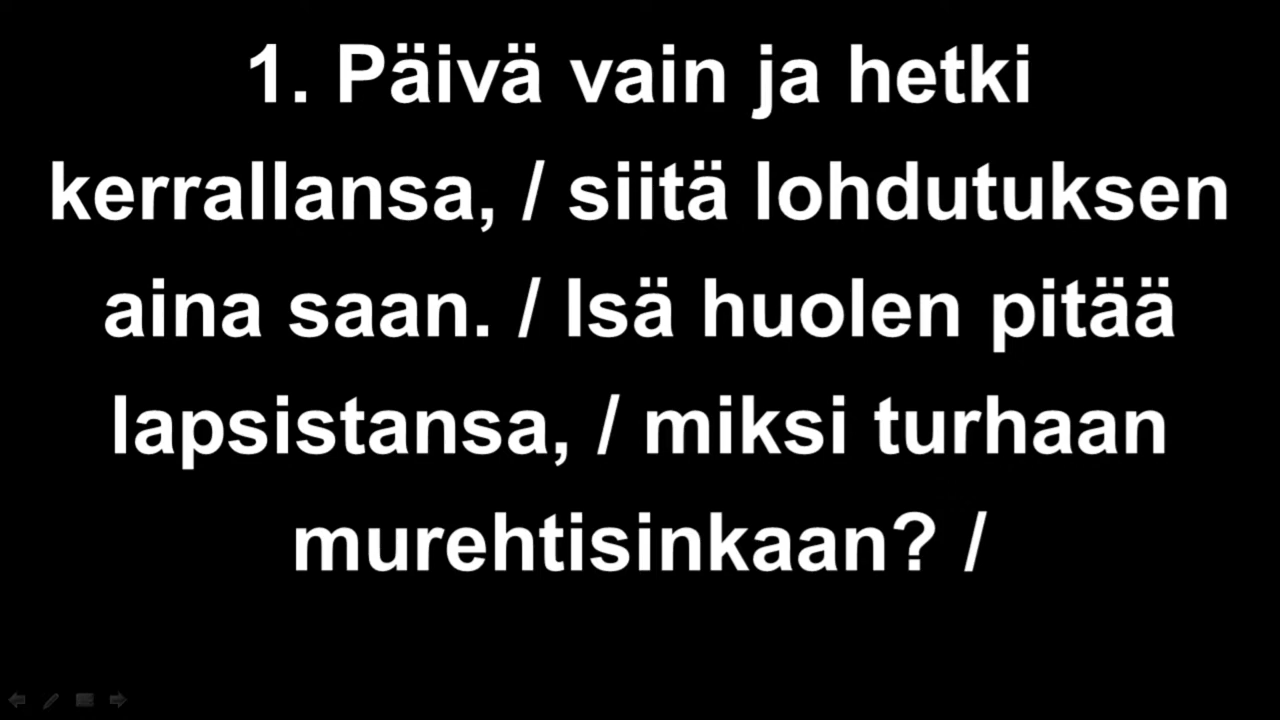 1. Päivä vain ja hetki
kerrallansa, / siitä lohdutuksen
aina saan. / Isä huolen pitää
lapsistansa, / miksi turhaan
murehtisinkaan? /